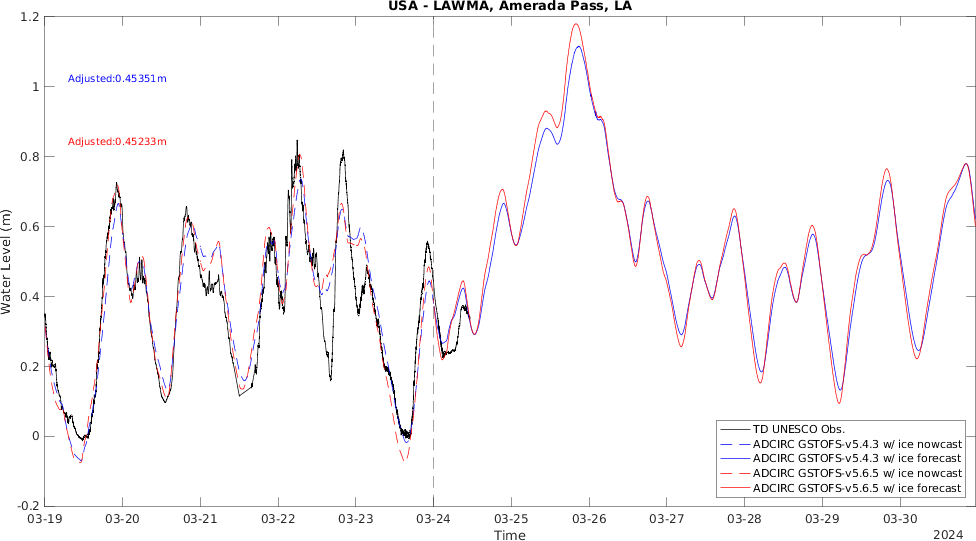 USA - LAWMA, Amerada Pass, LA
1.2
1
0.8
0.6
0.4
0.2
0
-0.2
Water Level (m)
Adjusted:0.45351m
Adjusted:0.45233m
TD UNESCO Obs.
ADCIRC GSTOFS-v5.4.3 w/ ice nowcast
ADCIRC GSTOFS-v5.4.3 w/ ice forecast
ADCIRC GSTOFS-v5.6.5 w/ ice nowcast
ADCIRC GSTOFS-v5.6.5 w/ ice forecast
03-19 03-20 03-21 03-22 03-23 03-24 03-25 03-26 03-27 03-28 03-29 03-30
Time
2024